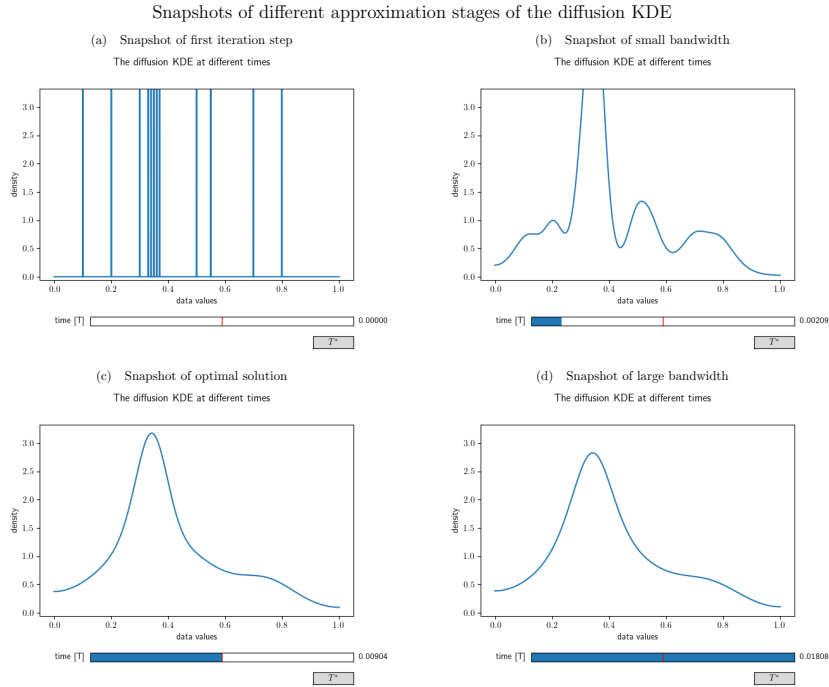 Snapshots of different approximation stages of the diffusion KDE
(a) Snapshot of first iteration step
The diffusion KDE at different times
3.0
2.5
2.0
1.5
1.0
0.5
0.0
density
0.0 0.2 0.4 0.6 0.8 1.0
data values
time [T] 0.00000
T*
(b) Snapshot of small bandwidth
The diffusion KDE at different times
3.0
2.5
2.0
1.5
1.0
0.5
0.0
density
0.0 0.2 0.4 0.6 0.8 1.0
data values
time [T] 0.00209
T*
(c) Snapshot of optimal solution
The diffusion KDE at different times
3.0
2.5
2.0
1.5
1.0
0.5
0.0
density
0.0 0.2 0.4 0.6 0.8 1.0
data values
time [T] 0.00904
T*
(d) Snapshot of large bandwidth
The diffusion KDE at different times
3.0
2.5
2.0
1.5
1.0
0.5
0.0
density
0.0 0.2 0.4 0.6 0.8 1.0
data values
time [T] 0.01808
T*